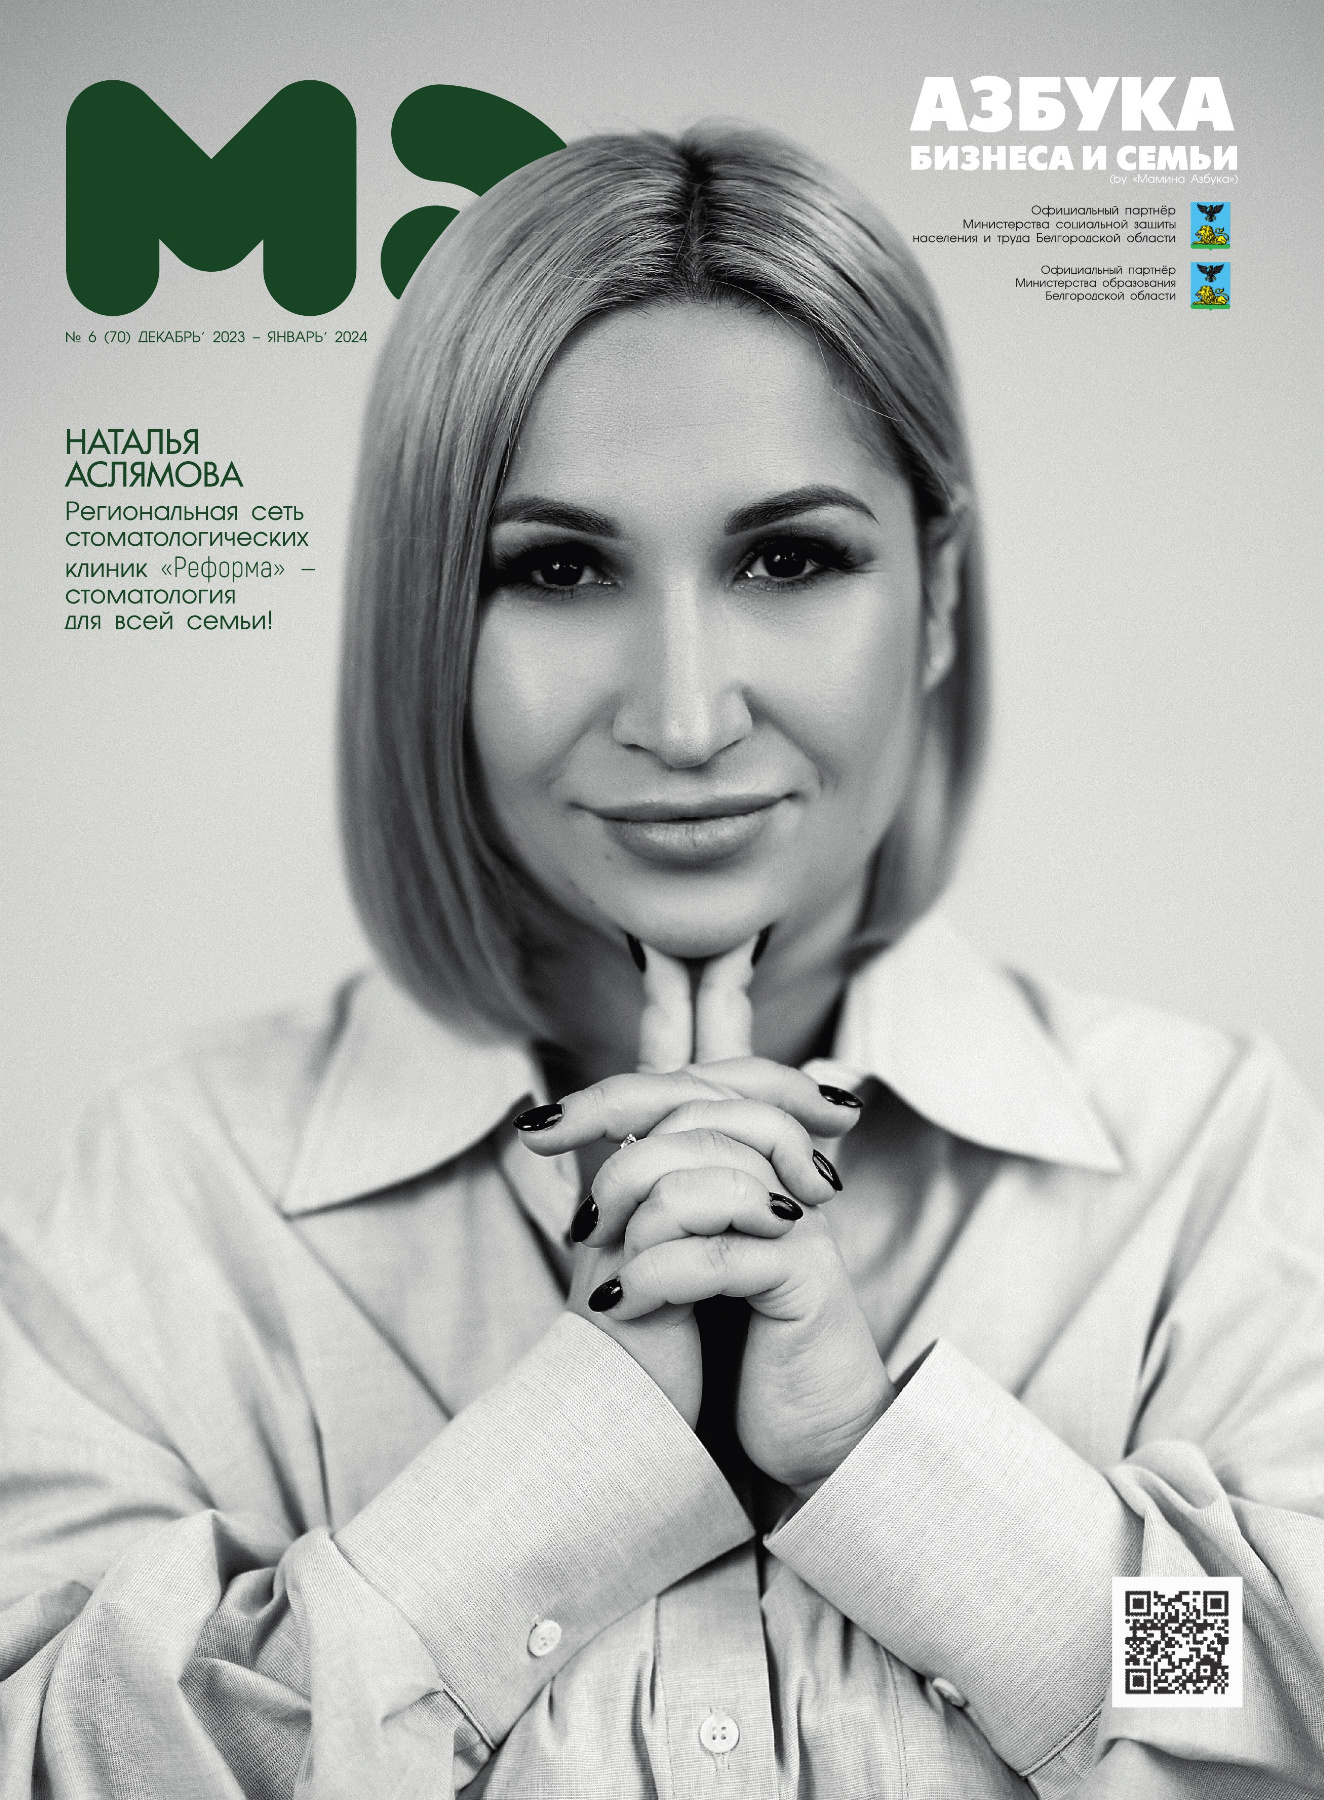 Ма
№ 6 (70) ДЕКАБРЬ’ 2023 – ЯНВАРЬ’ 2024
НАТАЛЬЯ
АСЛЯМОВА
Региональная сеть
стоматологических
клиник «Реформа» –
стоматология
для всей семьи!
АЗБУКА
БИЗНЕСА И СЕМЬИ
(by «Мамина Азбука»)
Официальный партнёр
Министерства социальной защиты
населения и труда Белгородской области
Официальный партнёр
Министерства образования
Белгородской области